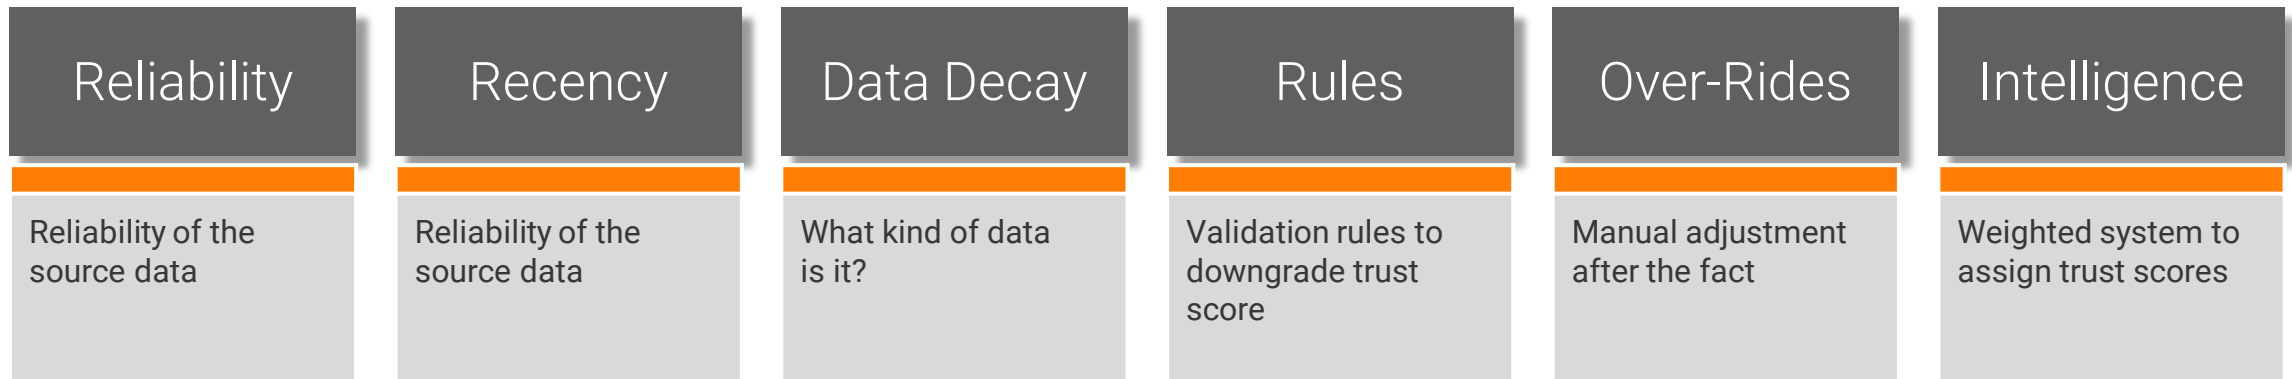 Reliability
Reliability of the
source data
Recency
Reliability of the
source data
Data Decay
What kind of data
is it?
Rules
Validation rules to
downgrade trust
score
Over-Rides
Manual adjustment
after the fact
Intelligence
Weighted system to
assign trust scores